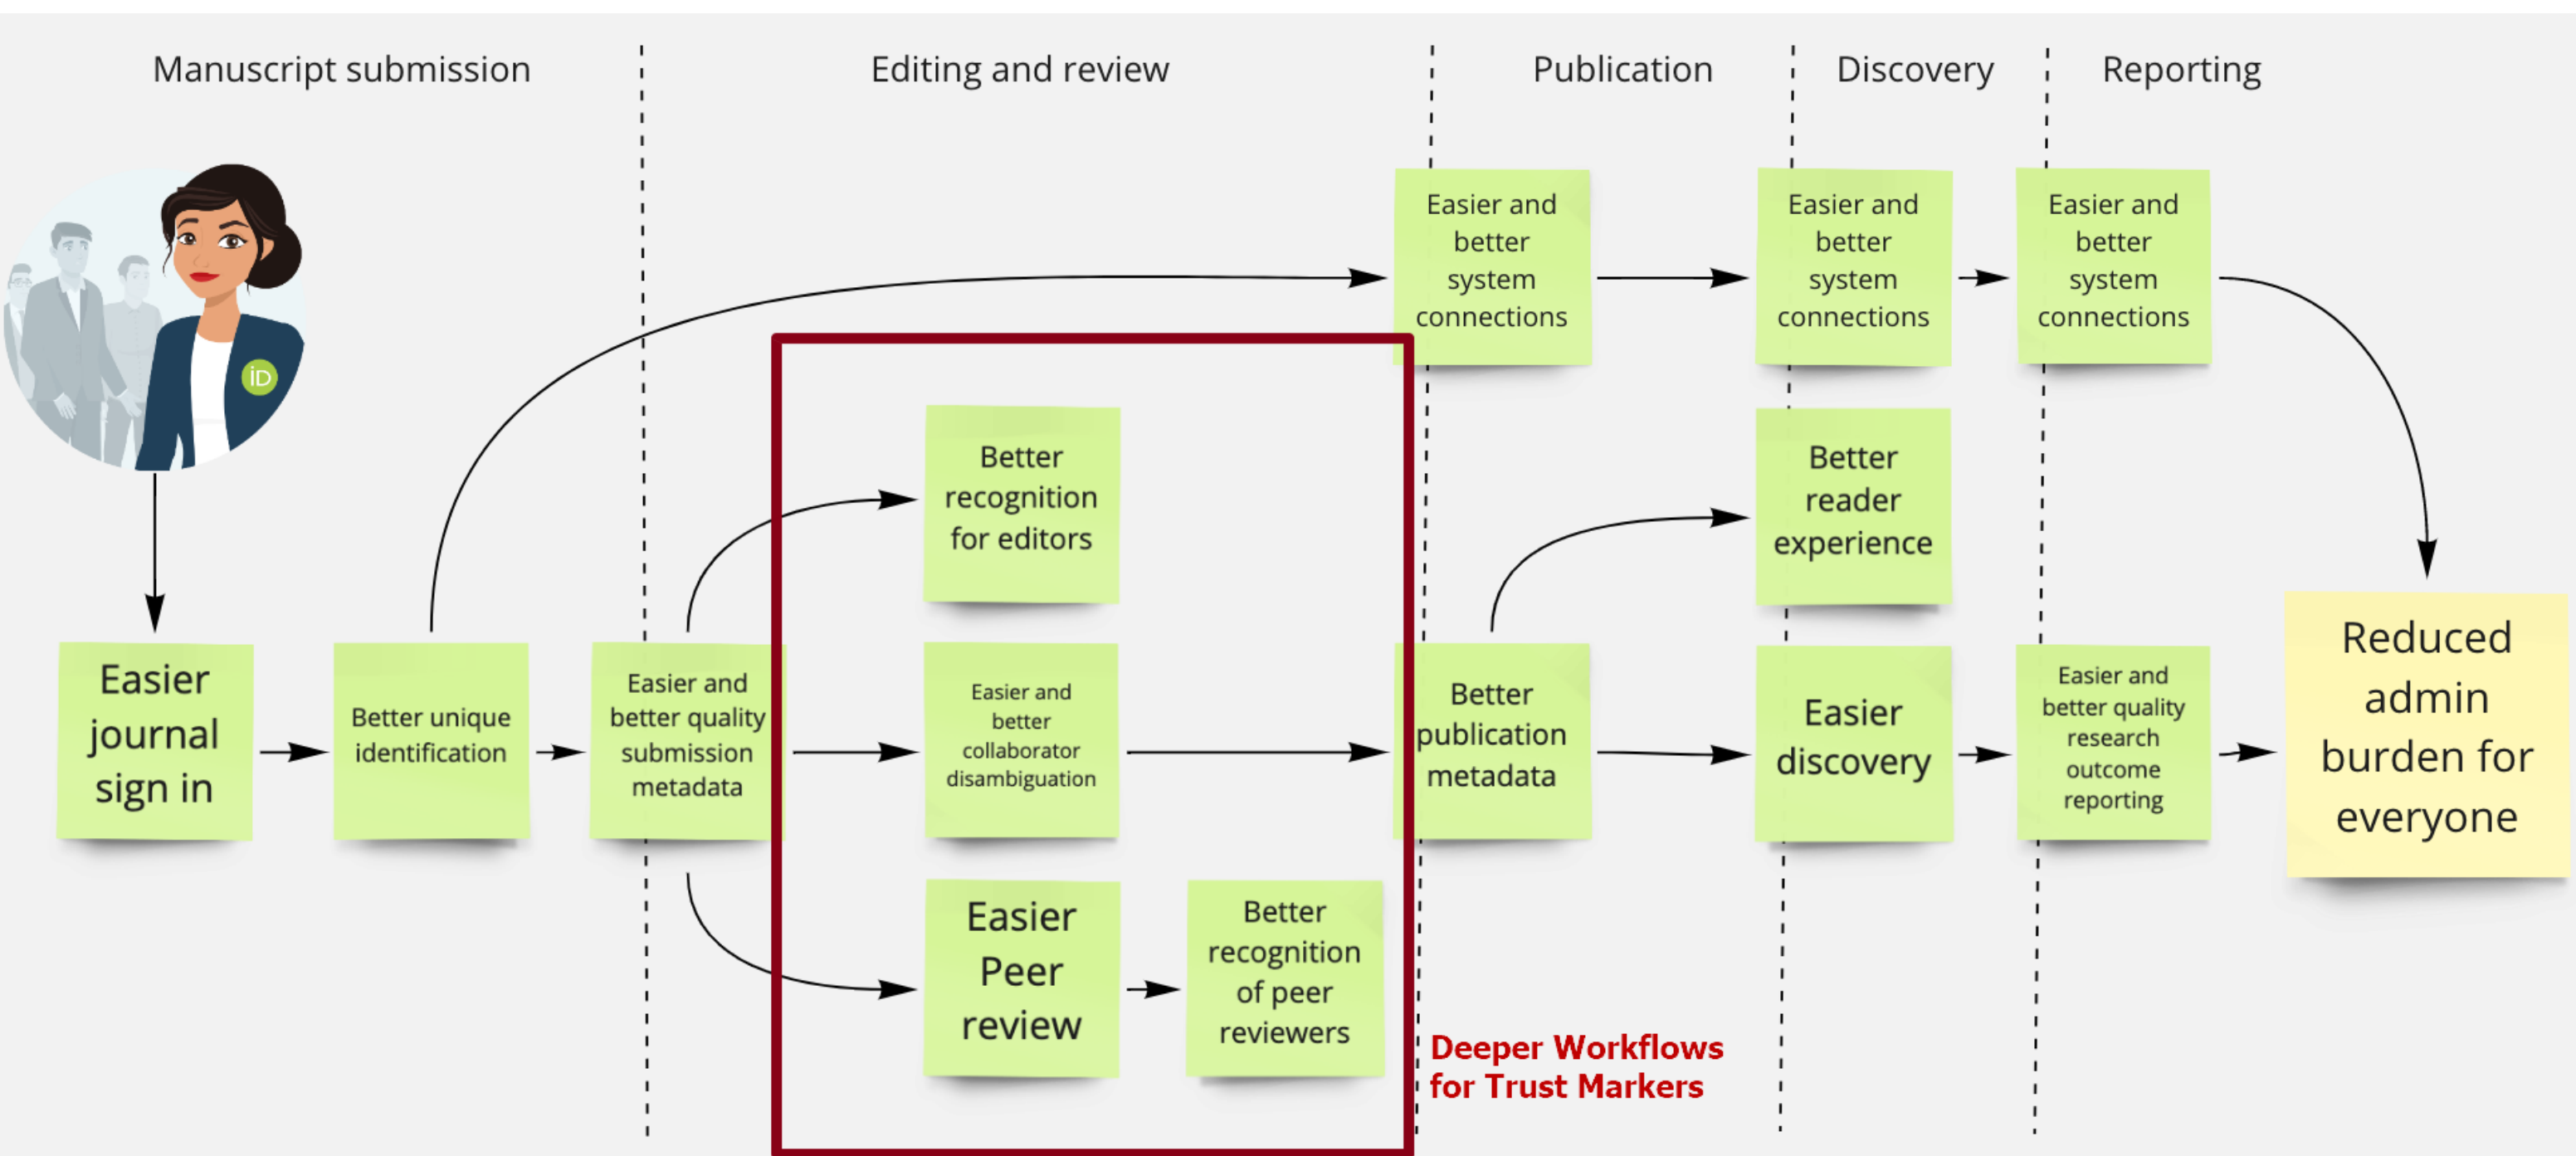 Manuscript submission
Editing and review
Publication
Discovery
Reporting
iD
Easier and
better
system
connections
Easier and
better
system
connections
Easier and
better
system
connections
Better
recognition
for editors
Better
reader
experience
Easier
journal
sign in
Better unique
identification
Easier and
better quality
submission
metadata
Easier and
better
collaborator
disambiguation
Better
publication
metadata
Easier
discovery
Easier and
better quality
research
outcome
reporting
Reduced
admin
burden for
everyone
Easier
Peer
review
Better
recognition
of peer
reviewers
Deeper Workflows
for Trust Markers